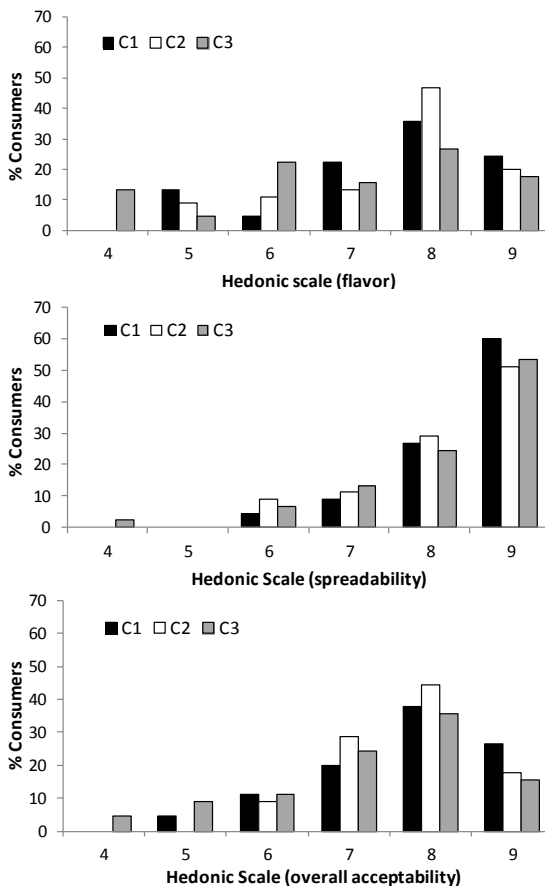 70
60
50
40
30
20
10
0
% Consumers
C1 C2 C3
4 5 6 7 8 9
Hedonic scale (flavor)
70
60
50
40
30
20
10
0
% Consumers
C1 C2 C3
4 5 6 7 8 9
Hedonic Scale (spreadability)
70
60
50
40
30
20
10
0
% Consumers
C1 C2 C3
4 5 6 7 8 9
Hedonic Scale (overall acceptability)